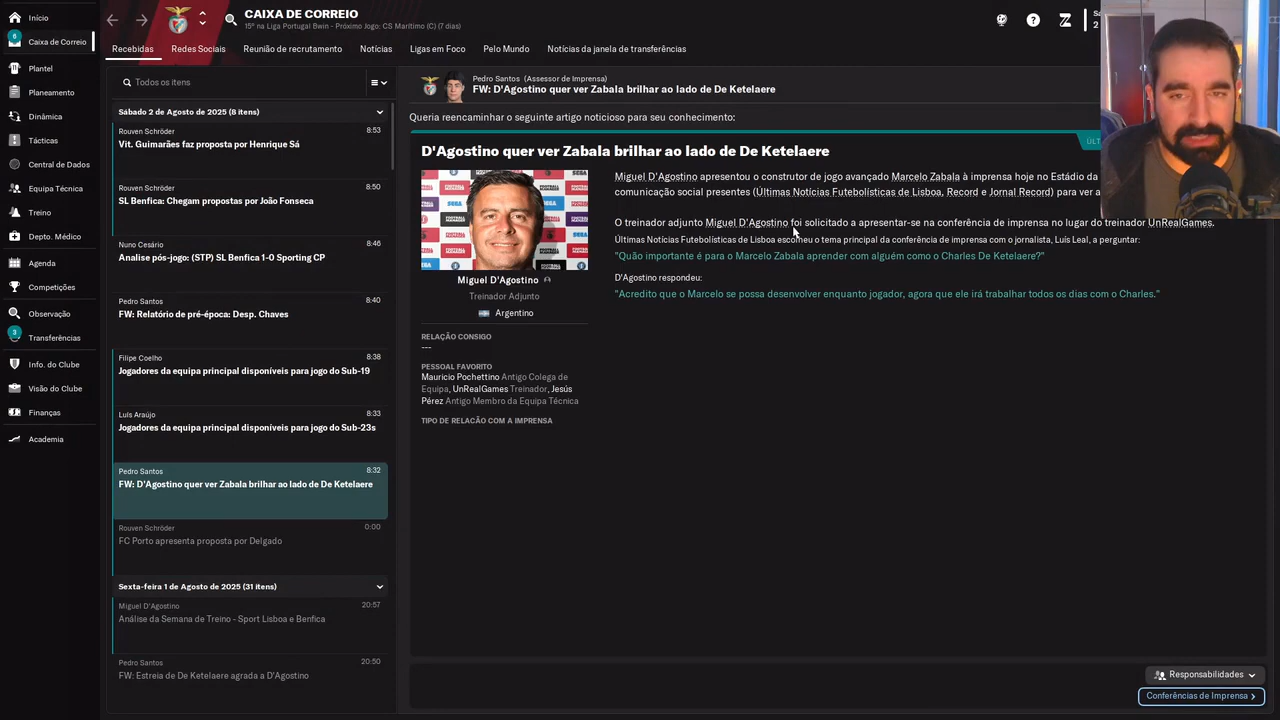 Início
Caixa de Correio
6
Plantel
Planeamento
Dinâmica
Tácticas
Central de Dados
Equipa Técnica
Treino
Depto. Médico
Agenda
Competições
Observação
3
Transferências
Info. do Clube
Visão do Clube
Finanças
Academia
CAIXA DE CORREIO
15º na Liga Portugal Bwin - Próximo Jogo: CS Marítimo (C) (7 dias)
Recebidas
Redes Sociais
Reunião de recrutamento
Notícias
Ligas em Foco
Pelo Mundo
Notícias da janela de transferências
Todos os itens
Sábado 2 de Agosto de 2025 (8 itens)
Rouven Schröder 8:53
Vit. Guimarães faz proposta por Henrique Sá
Rouven Schröder 8:50
SL Benfica: Chegam propostas por João Fonseca
Nuno Cesário 8:46
Analise pós-jogo: (STP) SL Benfica 1-0 Sporting CP
Pedro Santos 8:40
FW: Relatório de pré-época: Desp. Chaves
Filipe Coelho 8:38
Jogadores da equipa principal disponíveis para jogo do Sub-19
Luís Araújo 8:33
Jogadores da equipa principal disponíveis para jogo do Sub-23s
Pedro Santos 8:32
FW: D'Agostino quer ver Zabala brilhar ao lado de De Ketelaere
Rouven Schröder 0:00
FC Porto apresenta proposta por Delgado
Sexta-feira 1 de Agosto de 2025 (31 itens)
Miguel D'Agostino 20:57
Análise da Semana de Treino - Sport Lisboa e Benfica
Pedro Santos 20:50
FW: Estreia de De Ketelaere agrada a D'Agostino
Pedro Santos (Assessor de Imprensa)
FW: D'Agostino quer ver Zabala brilhar ao lado de De Ketelaere
Queria reencaminhar o seguinte artigo noticioso para seu conhecimento:
ÚLT
D'Agostino quer ver Zabala brilhar ao lado de De Ketelaere
Miguel D'Agostino
Treinador Adjunto
Argentino
RELAÇÃO CONSIGO
---
PESSOAL FAVORITO
Mauricio Pochettino Antigo Colega de
Equipa, UnRealGames Treinador, Jesús
Pérez Antigo Membro da Equipa Técnica
TIPO DE RELACÃO COM A IMPRENSA
Miguel D'Agostino apresentou o construtor de jogo avançado Marcelo Zabala à imprensa hoje no Estádio da
comunicação social presentes (Últimas Notícias Futebolísticas de Lisboa, Record e Jornal Record) para ver a
O treinador adjunto Miguel D'Agostino foi solicitado a apresentar-se na conferência de imprensa no lugar do treinador UnRealGames.
Últimas Notícias Futebolísticas de Lisboa escolheu o tema principal da conferência de imprensa com o jornalista, Luís Leal, a perguntar:
"Quão importante é para o Marcelo Zabala aprender com alguém como o Charles De Ketelaere?"
D'Agostino respondeu:
"Acredito que o Marcelo se possa desenvolver enquanto jogador, agora que ele irá trabalhar todos os dias com o Charles."
Responsabilidades
Conferências de Imprensa